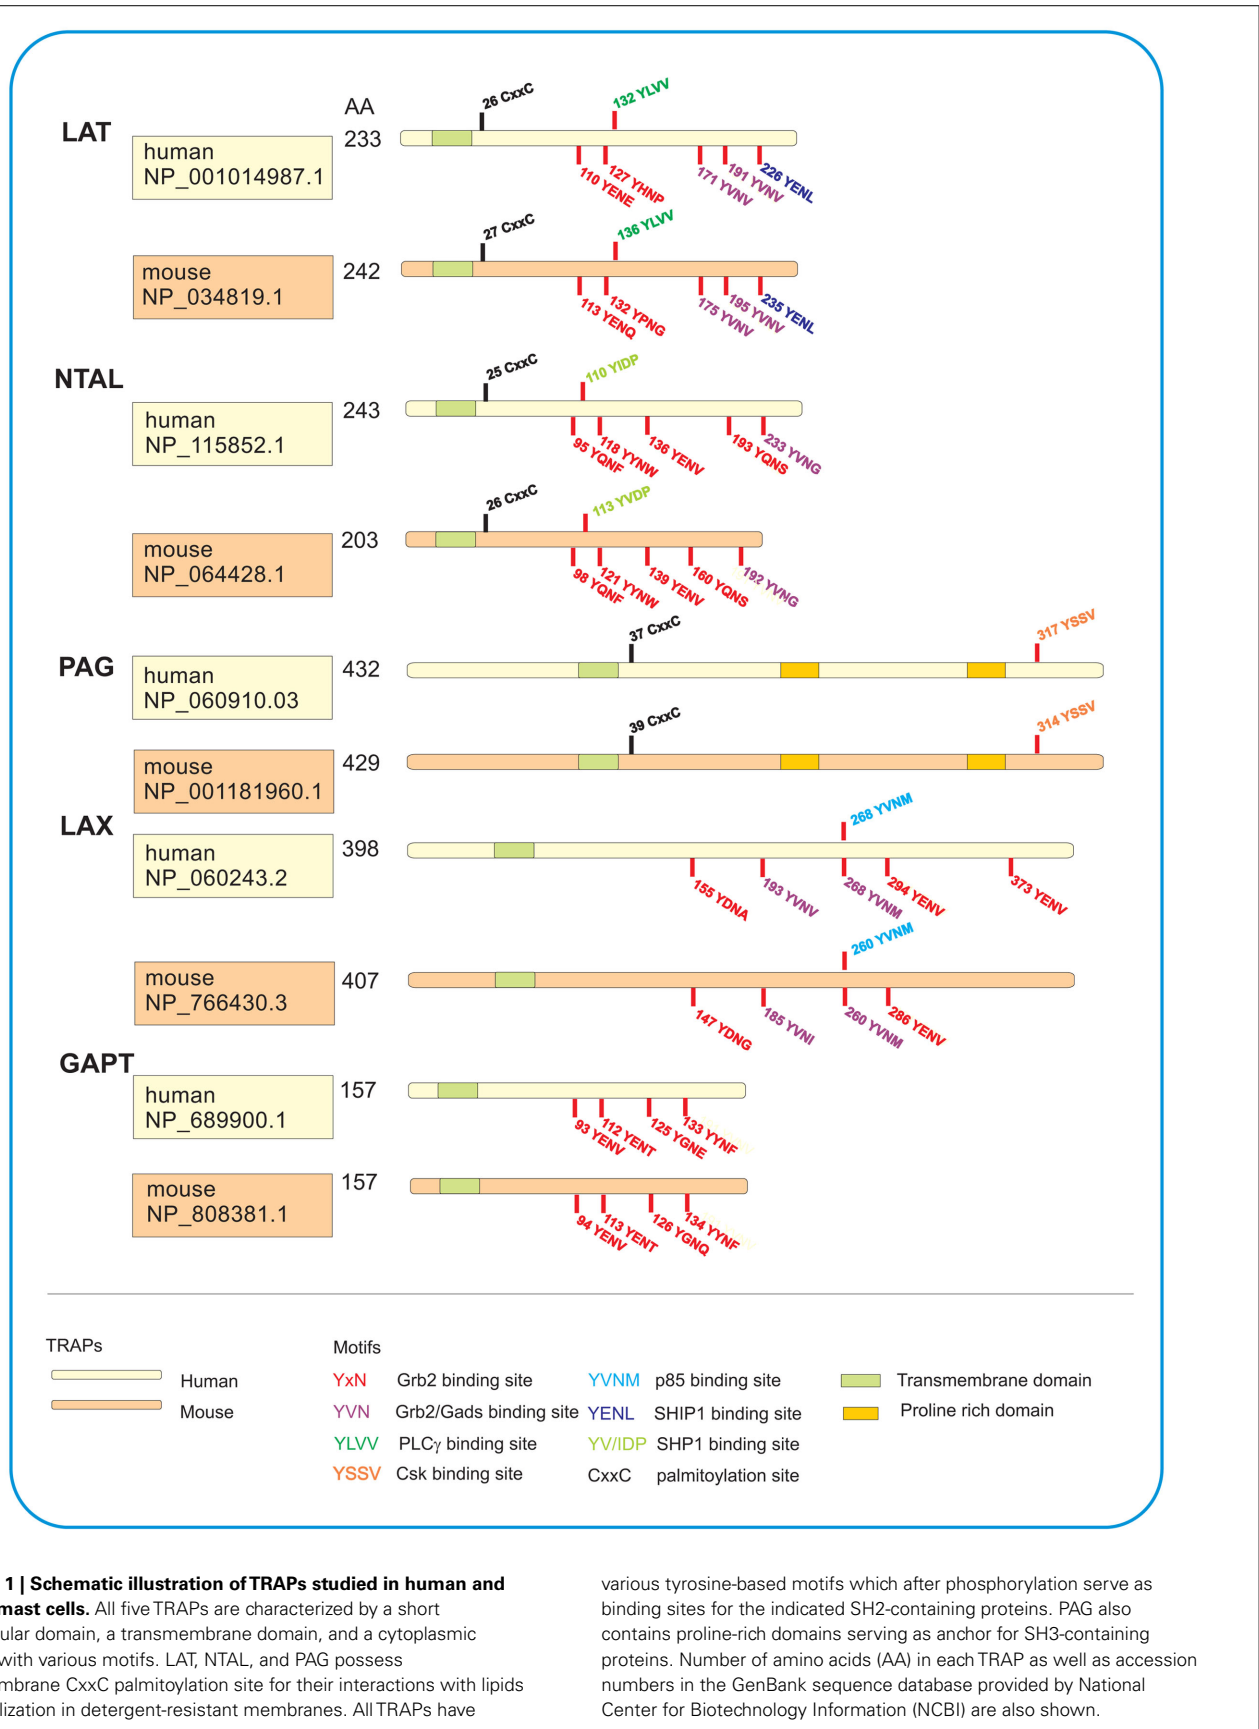 AA
LAT
human
NP_001014987.1
233
26 CxxC
132 YLVV
110 YENE
127 YHNP
171 YVNV
191 YVNV
226 YENL
mouse
NP_034819.1
242
27 CxxC
136 YLVV
113 YENQ
132 YPNG
175 YVNV
195 YVNV
235 YENL
NTAL
human
NP_115852.1
243
25 CxxC
110 YIDP
95 YQNF
118 YYNW
136 YENV
193 YQNS
233 YVNG
mouse
NP_064428.1
203
26 CxxC
113 YVDP
98 YQNF
121 YYNW
139 YENV
160 YQNS
192 YVNG
PAG
human
NP_060910.03
432
37 CxxC
317 YSSV
mouse
NP_001181960.1
429
39 CxxC
314 YSSV
LAX
human
NP_060243.2
398
268 YVNM
155 YDNA
193 YVNV
268 YVNM
294 YENV
373 YENV
mouse
NP_766430.3
407
260 YVNM
147 YDNG
185 YVNI
260 YVNM
286 YENV
GAPT
human
NP_689900.1
157
93 YENV
112 YENT
125 YGNE
133 YYNF
mouse
NP_808381.1
157
94 YENV
113 YENT
126 YGNQ
134 YYNF
TRAPs
Human
Mouse
Motifs
YxN Grb2 binding site
YVN Grb2/Gads binding site
YLVV PLCγ binding site
YSSV Csk binding site
YVNM p85 binding site
YENL SHIP1 binding site
YV/IDP SHP1 binding site
CxxC palmitoylation site
Transmembrane domain
Proline rich domain
1 | Schematic illustration of TRAPs studied in human and
mast cells. All five TRAPs are characterized by a short
ular domain, a transmembrane domain, and a cytoplasmic
with various motifs. LAT, NTAL, and PAG possess
mbrane CxxC palmitoylation site for their interactions with lipids
lization in detergent-resistant membranes. All TRAPs have
various tyrosine-based motifs which after phosphorylation serve as
binding sites for the indicated SH2-containing proteins. PAG also
contains proline-rich domains serving as anchor for SH3-containing
proteins. Number of amino acids (AA) in each TRAP as well as accession
numbers in the GenBank sequence database provided by National
Center for Biotechnology Information (NCBI) are also shown.